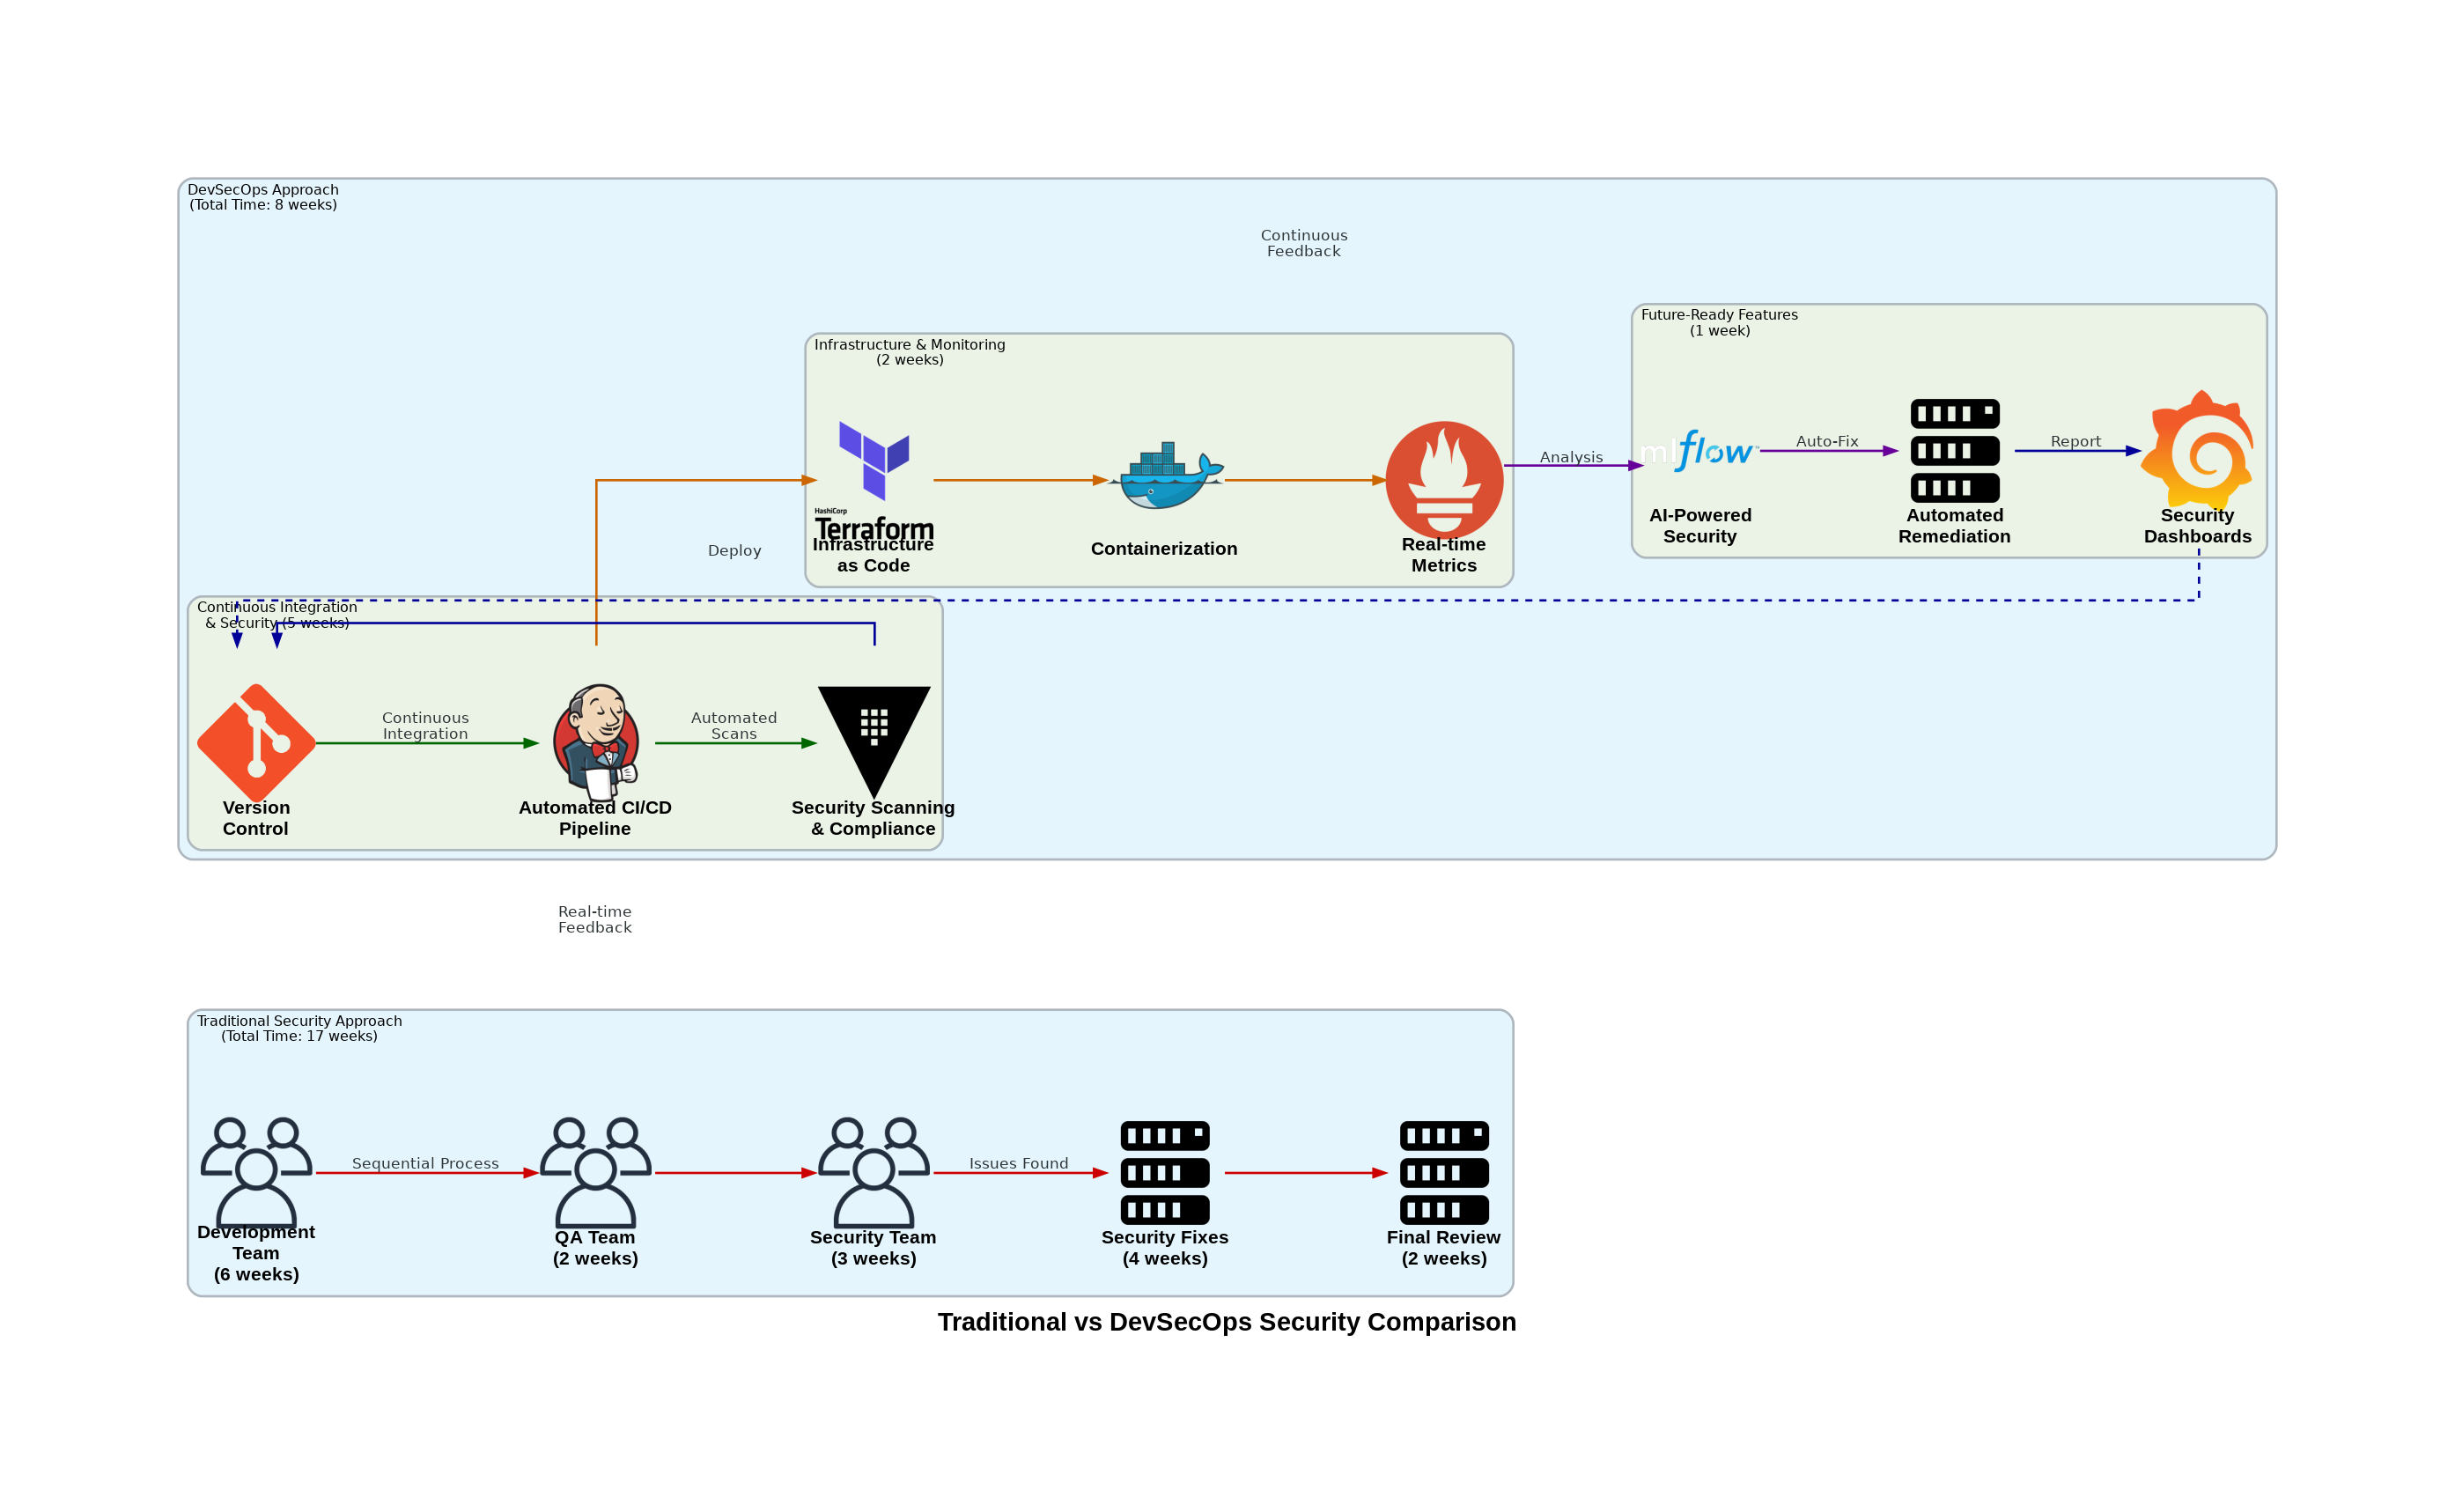 DevSecOps Approach
(Total Time: 8 weeks)
Continuous
Feedback
Future-Ready Features
(1 week)
Infrastructure & Monitoring
(2 weeks)
Analysis
mlflow
Auto-Fix
Report
HashiCorp
Terraform
Infrastructure
as Code
Containerization
Real-time
Metrics
AI-Powered
Security
Automated
Remediation
Security
Dashboards
Deploy
Continuous Integration
& Security (5 weeks)
Continuous
Integration
Automated
Scans
Version
Control
Automated CI/CD
Pipeline
Security Scanning
& Compliance
Real-time
Feedback
Traditional Security Approach
(Total Time: 17 weeks)
Sequential Process
Issues Found
Development
Team
(6 weeks)
QA Team
(2 weeks)
Security Team
(3 weeks)
Security Fixes
(4 weeks)
Final Review
(2 weeks)
Traditional vs DevSecOps Security Comparison